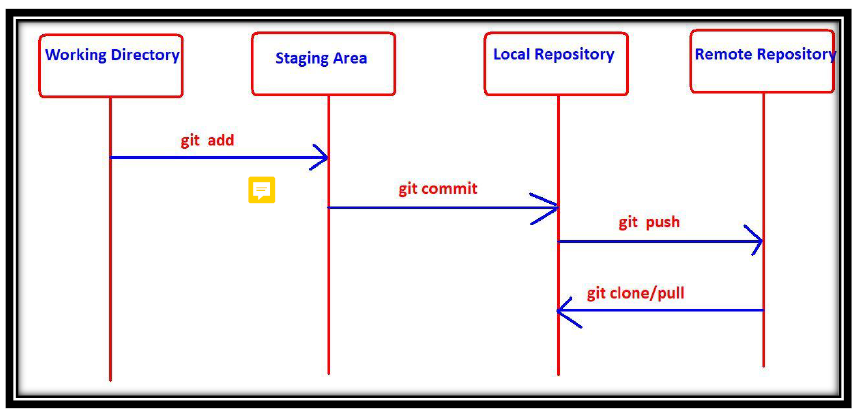 Working Directory
Staging Area
Local Repository
Remote Repository
git add
git commit
git push
git clone/pull